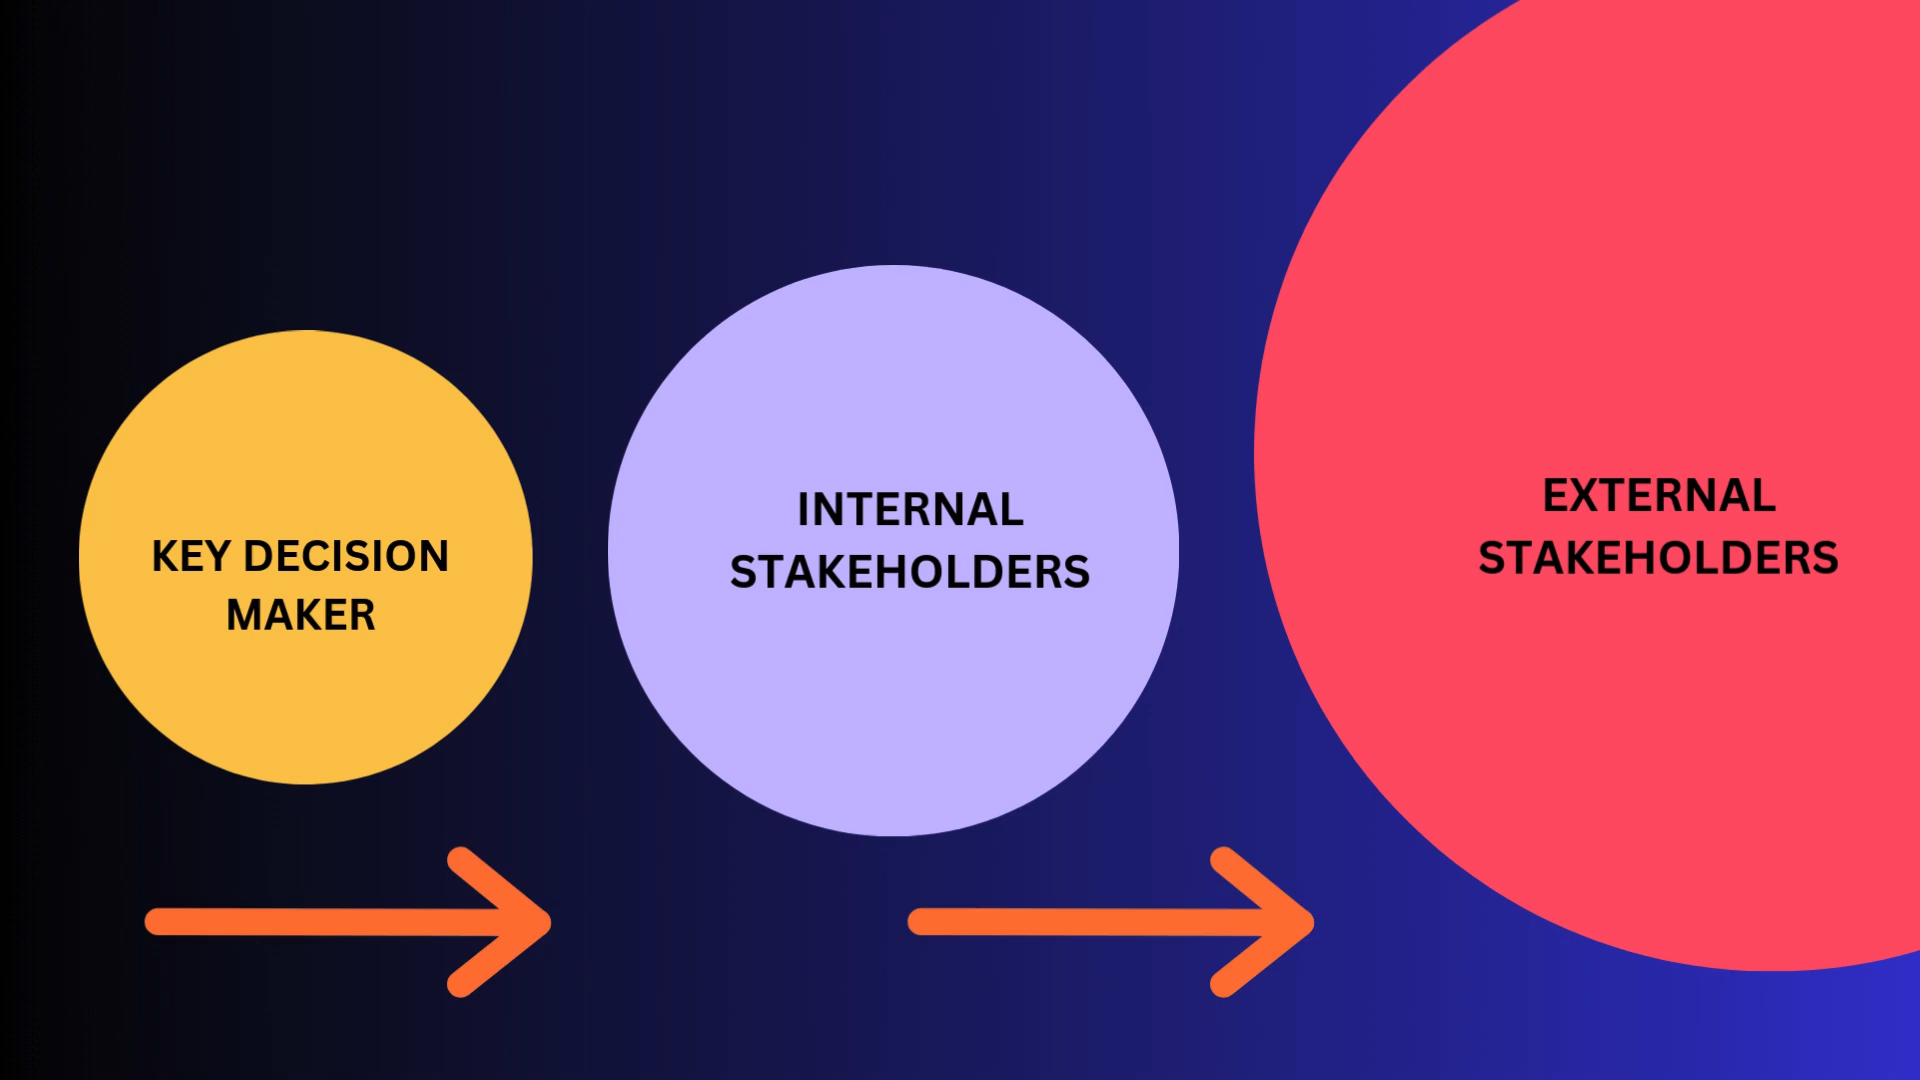 KEY DECISION
MAKER
INTERNAL
STAKEHOLDERS
EXTERNAL
STAKEHOLDERS